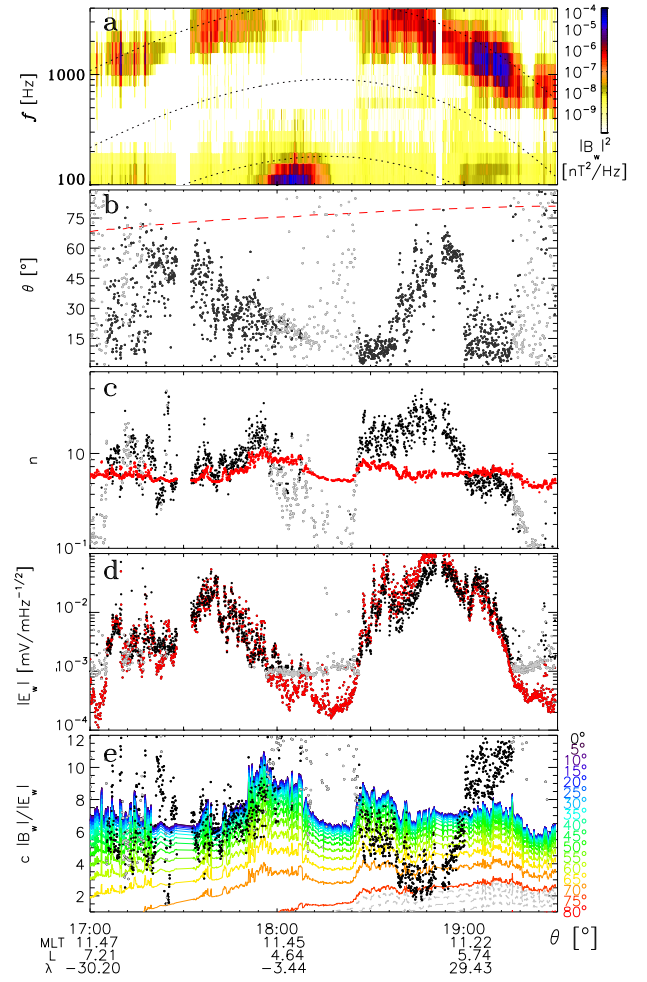 a
1000
100
f [Hz]
10⁻⁴
10⁻⁵
10⁻⁶
10⁻⁷
10⁻⁸
10⁻⁹
|B_w|²
[nT²/Hz]
b
75
60
45
30
15
θ [°]
c
10
10⁻¹
n
d
10⁻²
10⁻³
10⁻⁴
|E_w| [mV/mHz⁻¹/²]
e
12
10
8
6
4
2
c |B_w|/|E_w|
0°
5°
10°
15°
20°
25°
30°
35°
40°
45°
50°
55°
60°
65°
70°
75°
80°
θ [°]
17:00 18:00 19:00
MLT 11.47 11.45 11.22
L 7.21 4.64 5.74
λ −30.20 −3.44 29.43